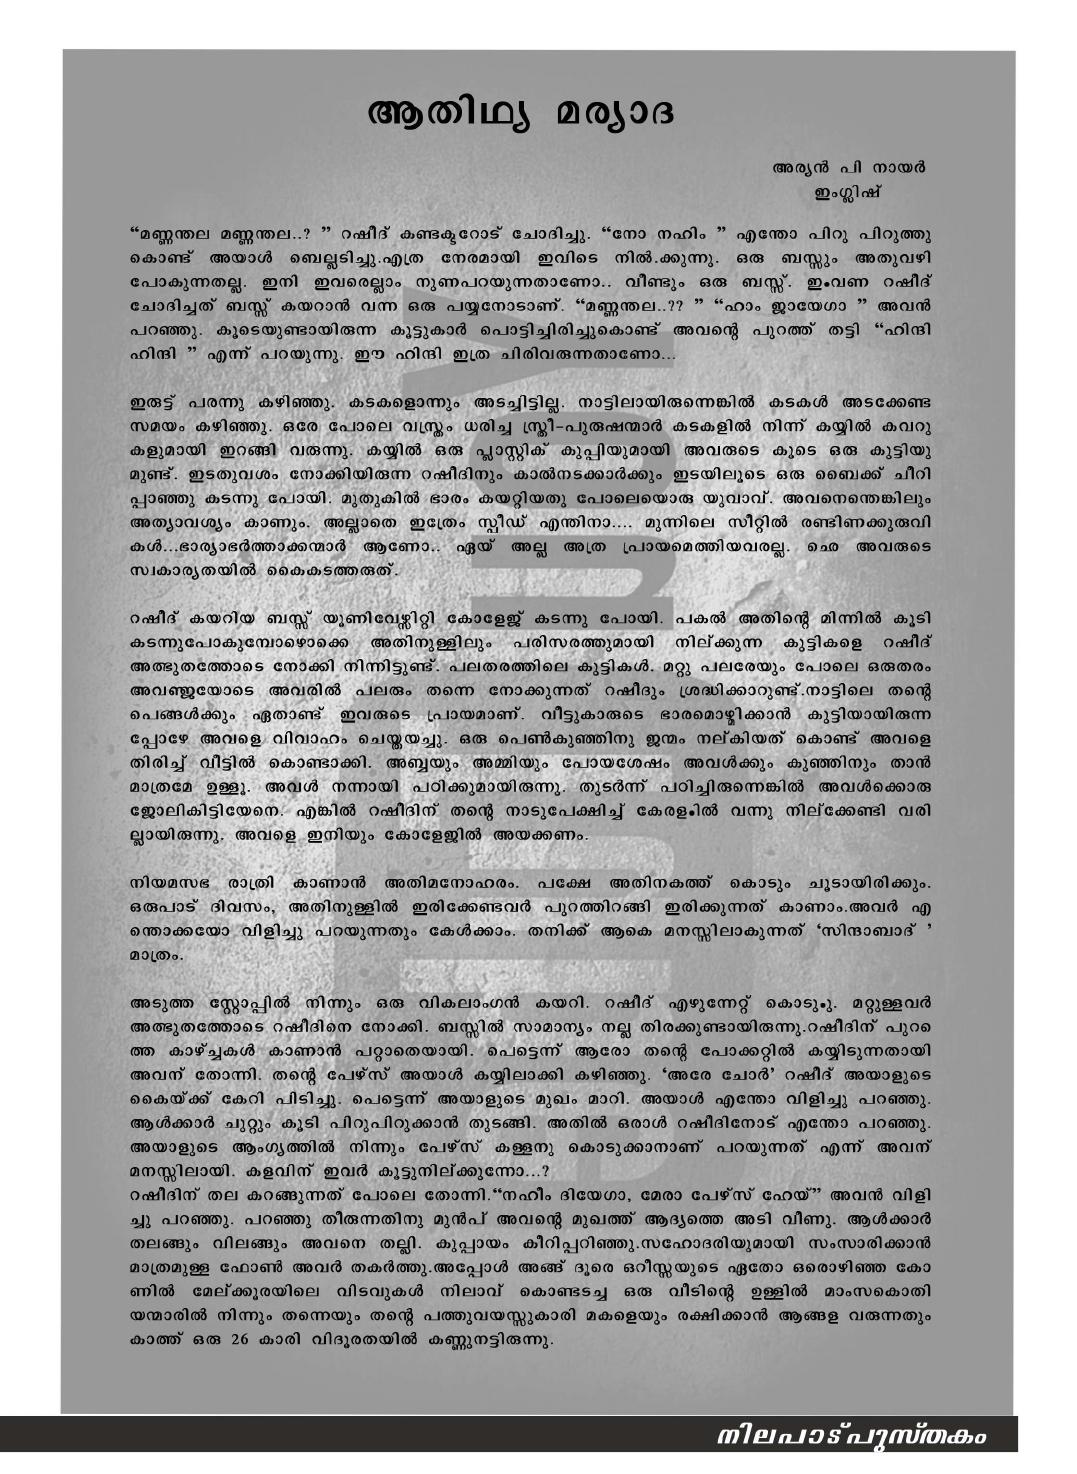 ആതിഥ്യ മര്യാദ
അര്യൻ പി നായർ
ഇംഗ്ലിഷ്
“മണ്ണന്തല മണ്ണന്തല..? ” റഷീദ് കണ്ടക്ടറോട് ചോദിച്ചു. “നോ നഹിം ” എന്തോ പിറു പിറുത്തു
കൊണ്ട് അയാൾ ബെല്ലടിച്ചു.എത്ര നേരമായി ഇവിടെ നിൽ.ക്കുന്നു. ഒരു ബസ്സും അതുവഴി
പോകുന്നതല്ല. ഇനി ഇവരെല്ലാം നുണപറയുന്നതാണോ.. വീണ്ടും ഒരു ബസ്സ്. ഇംവണ റഷീദ്
ചോദിച്ചത് ബസ്സ് കയറാൻ വന്ന ഒരു പയ്യനോടാണ്. “മണ്ണന്തല..?? ” “ഹാം ജായേഗാ ” അവൻ
പറഞ്ഞു. കൂടെയുണ്ടായിരുന്ന കൂട്ടുകാർ പൊട്ടിച്ചിരിച്ചുകൊണ്ട് അവന്റെ പുറത്ത് തട്ടി “ഹിന്ദി
ഹിന്ദി ” എന്ന് പറയുന്നു. ഈ ഹിന്ദി ഇത്ര ചിരിവരുന്നതാണോ...
ഇരുട്ട് പരന്നു കഴിഞ്ഞു. കടകളൊന്നും അടച്ചിട്ടില്ല. നാട്ടിലായിരുന്നെങ്കിൽ കടകൾ അടക്കേണ്ട
സമയം കഴിഞ്ഞു. ഒരേ പോലെ വസ്ത്രം ധരിച്ച സ്ത്രീ-പുരുഷന്മാർ കടകളിൽ നിന്ന് കയ്യിൽ കവറു
കളുമായി ഇറങ്ങി വരുന്നു. കയ്യിൽ ഒരു പ്ലാസ്റ്റിക് കുപ്പിയുമായി അവരുടെ കൂടെ ഒരു കുട്ടിയു
മുണ്ട്. ഇടതുവശം നോക്കിയിരുന്ന റഷീദിനും കാൽനടക്കാർക്കും ഇടയിലൂടെ ഒരു ബൈക്ക് ചീറി
പ്പാഞ്ഞു കടന്നു പോയി. മുതുകിൽ ഭാരം കയറ്റിയതു പോലെയൊരു യുവാവ്. അവനെന്തെങ്കിലും
അത്യാവശ്യം കാണും. അല്ലാതെ ഇത്രേം സ്പീഡ് എന്തിനാ.... മുന്നിലെ സീറ്റിൽ രണ്ടിണക്കുരുവി
കൾ...ഭാര്യാഭർത്താക്കന്മാർ ആണോ.. ഏയ് അല്ല അത്ര പ്രായമെത്തിയവരല്ല. ഛെ അവരുടെ
സ്വകാര്യതയിൽ കൈകടത്തരുത്.
റഷീദ് കയറിയ ബസ്സ് യൂണിവേഴ്സിറ്റി കോളേജ് കടന്നു പോയി. പകൽ അതിന്റെ മിന്നിൽ കൂടി
കടന്നുപോകുമ്പോഴൊക്കെ അതിനുള്ളിലും പരിസരത്തുമായി നില്ക്കുന്ന കുട്ടികളെ റഷീദ്
അത്ഭുതത്തോടെ നോക്കി നിന്നിട്ടുണ്ട്. പലതരത്തിലെ കുട്ടികൾ. മറ്റു പലരേയും പോലെ ഒരുതരം
അവജ്ഞയോടെ അവരിൽ പലരും തന്നെ നോക്കുന്നത് റഷീദും ശ്രദ്ധിക്കാറുണ്ട്.നാട്ടിലെ തന്റെ
പെങ്ങൾക്കും ഏതാണ്ട് ഇവരുടെ പ്രായമാണ്. വീട്ടുകാരുടെ ഭാരമൊഴ്മിക്കാൻ കുട്ടിയായിരുന്ന
പ്പോഴേ അവളെ വിവാഹം ചെയ്തയച്ചു. ഒരു പെൺകുഞ്ഞിനു ജന്മം നല്കിയത് കൊണ്ട് അവളെ
തിരിച്ച് വീട്ടിൽ കൊണ്ടാക്കി. അബ്ബയും അമ്മിയും പോയശേഷം അവൾക്കും കുഞ്ഞിനും താൻ
മാത്രമേ ഉള്ളൂ. അവൾ നന്നായി പഠിക്കുമായിരുന്നു. തുടർന്ന് പഠിച്ചിരുന്നെങ്കിൽ അവൾക്കൊരു
ജോലികിട്ടിയേനെ. എങ്കിൽ റഷീദിന് തന്റെ നാടുപേക്ഷിച്ച് കേരളംിൽ വന്നു നില്ക്കേണ്ടി വരി
ല്ലായിരുന്നു. അവളെ ഇനിയും കോളേജിൽ അയക്കണം.
നിയമസഭ രാത്രി കാണാൻ അതിമനോഹരം. പക്ഷേ അതിനകത്ത് കൊടും ചൂടായിരിക്കും.
ഒരുപാട് ദിവസം, അതിനുള്ളിൽ ഇരിക്കേണ്ടവർ പുറത്തിറങ്ങി ഇരിക്കുന്നത് കാണാം.അവർ എ
ന്തൊക്കയോ വിളിച്ചു പറയുന്നതും കേൾക്കാം. തനിക്ക് ആകെ മനസ്സിലാകുന്നത് ‘സിന്ദാബാദ് ’
മാത്രം.
അടുത്ത സ്റ്റോപ്പിൽ നിന്നും ഒരു വികലാംഗൻ കയറി. റഷീദ് എഴുന്നേറ്റ് കൊടുംു. മറ്റുള്ളവർ
അത്ഭുതത്തോടെ റഷീദിനെ നോക്കി. ബസ്സിൽ സാമാന്യം നല്ല തിരക്കുണ്ടായിരുന്നു.റഷീദിന് പുറ‌െ
ത്ത കാഴ്ച്ചകൾ കാണാൻ പറ്റാതെയായി. പെട്ടെന്ന് ആരോ തന്റെ പോക്കറ്റിൽ കയ്യിടുന്നതായി
അവന് തോന്നി. തന്റെ പേഴ്സ് അയാൾ കയ്യിലാക്കി കഴിഞ്ഞു. ‘അരേ ചോർ’ റഷീദ് അയാളുടെ
കൈയ്ക്ക് കേറി പിടിച്ചു. പെട്ടെന്ന് അയാളുടെ മുഖം മാറി. അയാൾ എന്തോ വിളിച്ചു പറഞ്ഞു.
ആൾക്കാർ ചുറ്റും കൂടി പിറുപിറുക്കാൻ തുടങ്ങി. അതിൽ ഒരാൾ റഷീദിനോട് എന്തോ പറഞ്ഞു.
അയാളുടെ ആംഗ്യത്തിൽ നിന്നും പേഴ്സ് കള്ളനു കൊടുക്കാനാണ് പറയുന്നത് എന്ന് അവന്
മനസ്സിലായി. കളവിന് ഇവർ കൂട്ടുനില്ക്കുന്നോ...?
റഷീദിന് തല കറങ്ങുന്നത് പോലെ തോന്നി.“നഹീം ദിയേഗാ, മേരാ പേഴ്സ് ഹേയ്” അവൻ വിളി
ച്ചു പറഞ്ഞു. പറഞ്ഞു തീരുന്നതിനു മുൻപ് അവന്റെ മുഖത്ത് ആദ്യത്തെ അടി വീണു. ആൾക്കാർ
തലങ്ങും വിലങ്ങും അവനെ തല്ലി. കുപ്പായം കീറിപ്പറിഞ്ഞു.സഹോദരിയുമായി സംസാരിക്കാൻ
മാത്രമുള്ള ഫോൺ അവർ തകർത്തു.അപ്പോൾ അങ്ങ് ദൂരെ ഒറീസ്സയുടെ ഏതോ ഒരൊഴിഞ്ഞ കോ
ണിൽ മേല്ക്കൂരയിലെ വിടവുകൾ നിലാവ് കൊണ്ടടച്ച ഒരു വീടിന്റെ ഉള്ളിൽ മാംസകൊതി
യന്മാരിൽ നിന്നും തന്നെയും തന്റെ പത്തുവയസ്സുകാരി മകളെയും രക്ഷിക്കാൻ ആങ്ങള വരുന്നതും
കാത്ത് ഒരു 26 കാരി വിദൂരതയിൽ കണ്ണുനട്ടിരുന്നു.
നിലപാട് പുസ്തകം